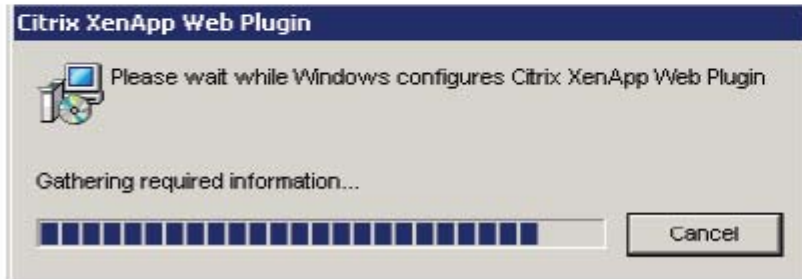 Citrix XenApp Web Plugin
Please wait while Windows configures Citrix XenApp Web Plugin
Gathering required information...
Cancel